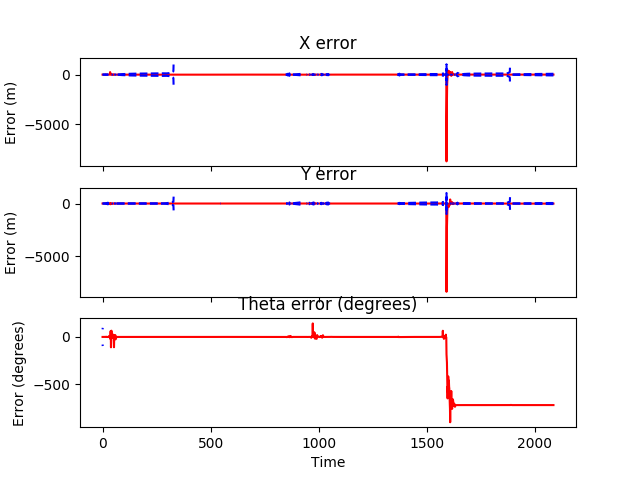 X error
0
−5000
Error (m)
Y error
0
−5000
Error (m)
Theta error (degrees)
0
−500
Error (degrees)
0 500 1000 1500 2000
Time